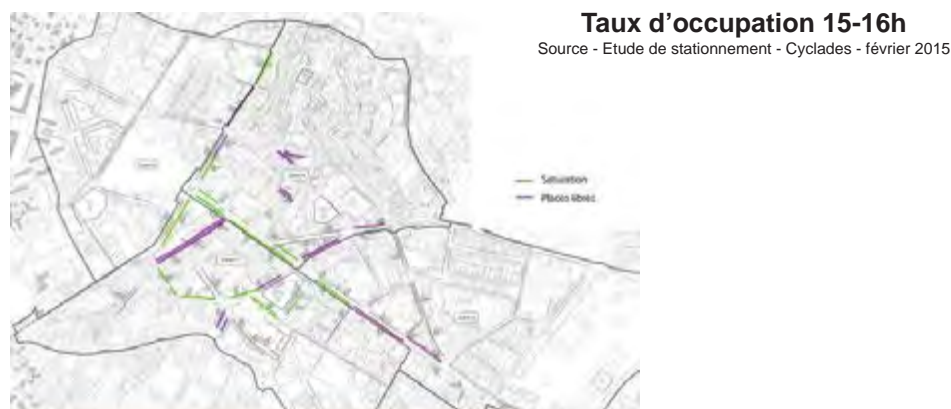 Taux d’occupation 15-16h
Source - Etude de stationnement - Cyclades - février 2015
Saturation
Places libres